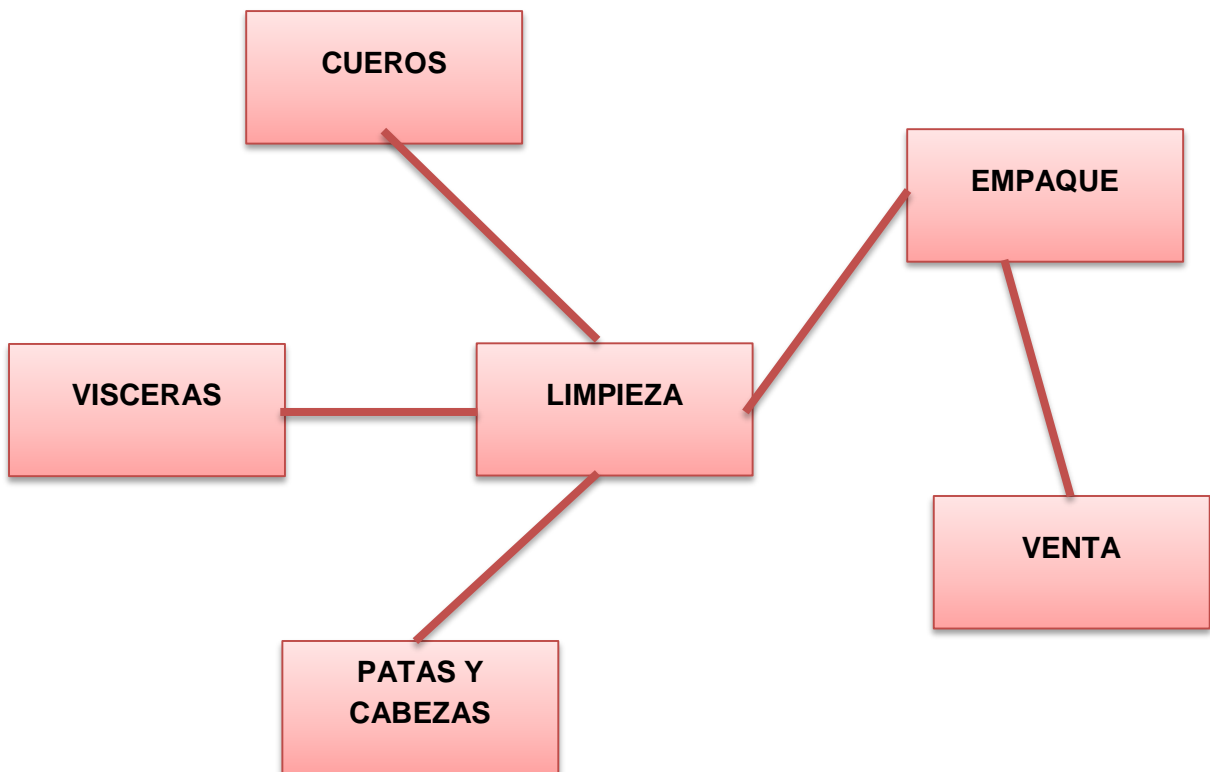 CUEROS
EMPAQUE
VISCERAS
LIMPIEZA
VENTA
PATAS Y
CABEZAS